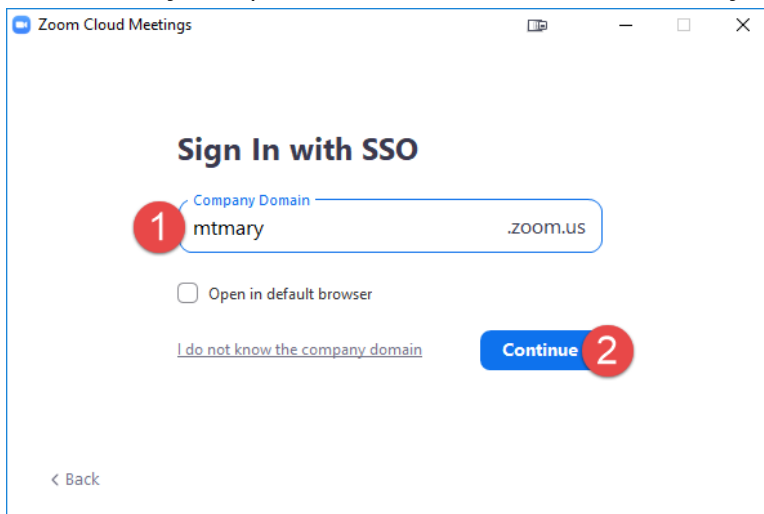 Zoom Cloud Meetings
Sign In with SSO
Company Domain
1
mtmary .zoom.us
Open in default browser
I do not know the company domain Continue 2
< Back